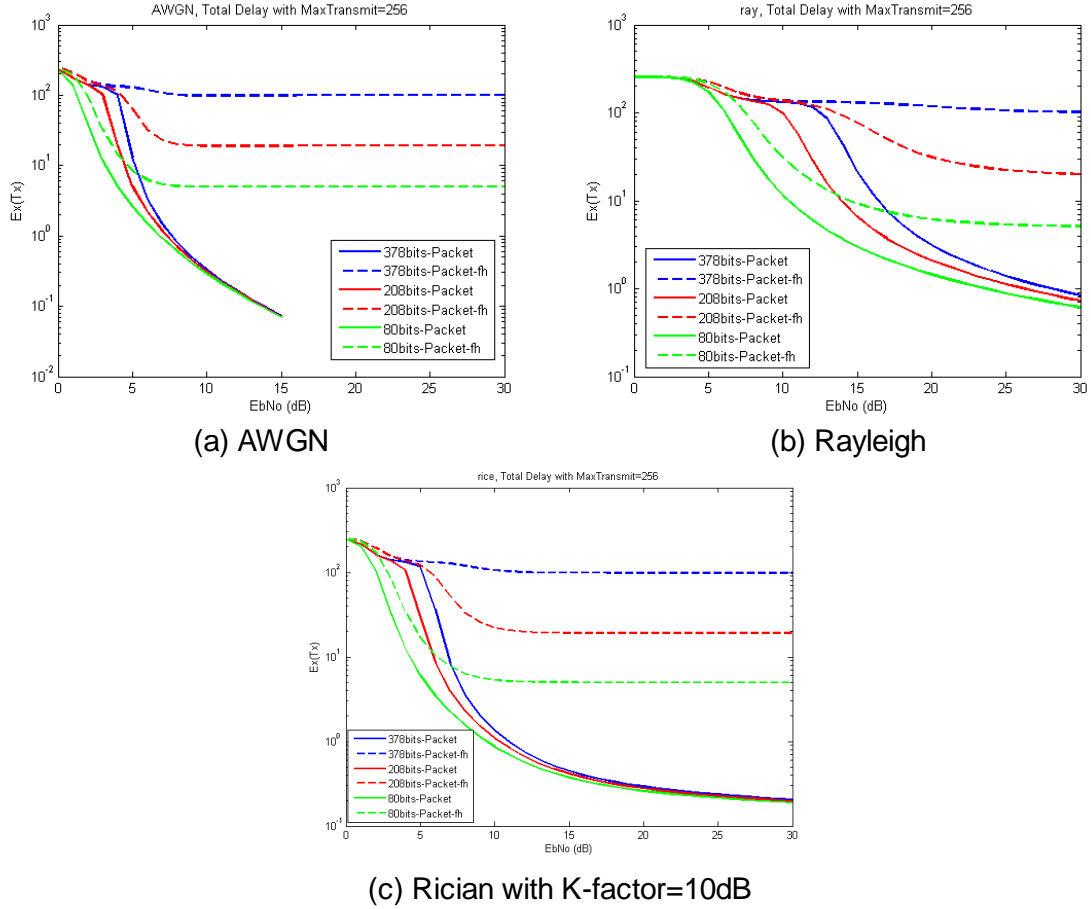 AWGN, Total Delay with MaxTransmit=256
10^3
10^2
10^1
10^0
10^-1
10^-2
Ex(Tx)
378bits-Packet
378bits-Packet-fh
208bits-Packet
208bits-Packet-fh
80bits-Packet
80bits-Packet-fh
0 5 10 15 20 25 30
EbNo (dB)
(a) AWGN
ray, Total Delay with MaxTransmit=256
10^3
10^2
10^1
10^0
10^-1
Ex(Tx)
378bits-Packet
378bits-Packet-fh
208bits-Packet
208bits-Packet-fh
80bits-Packet
80bits-Packet-fh
0 5 10 15 20 25 30
EbNo (dB)
(b) Rayleigh
rice, Total Delay with MaxTransmit=256
10^3
10^2
10^1
10^0
10^-1
Ex(Tx)
378bits-Packet
378bits-Packet-fh
208bits-Packet
208bits-Packet-fh
80bits-Packet
80bits-Packet-fh
0 5 10 15 20 25 30
EbNo (dB)
(c) Rician with K-factor=10dB